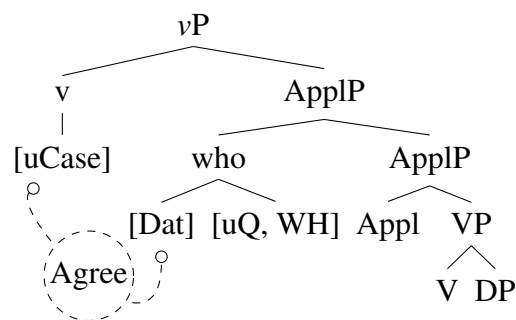 vP
v ApplP
[uCase] who ApplP
[Dat] [uQ, WH] Appl VP
Agree
V DP